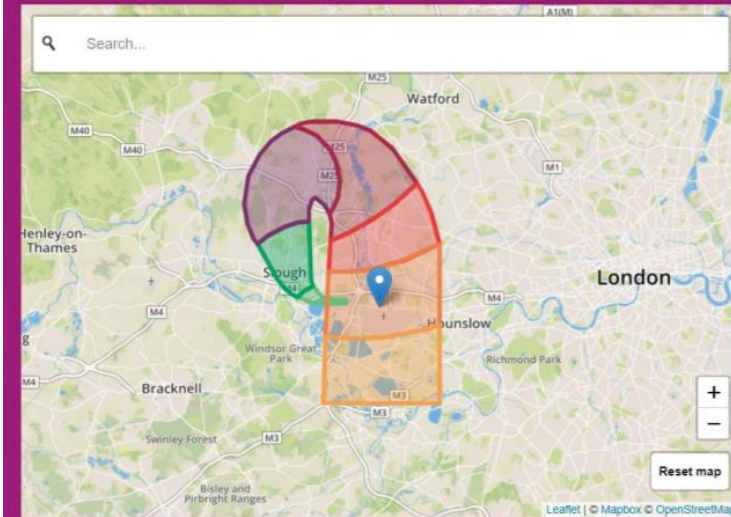 A1(M)
Search...
M25
Watford
M40
M40
M25
M25
M1
Henley-on-
Thames
Slough
M4
London
M4
M4
Hounslow
g
Windsor Great
Park
Richmond Park
M4
Bracknell
M3
M3
+
Swinley Forest
M3
−
Bisley and
Pirbright Ranges
Reset map
Leaflet | © Mapbox © OpenStreetMap